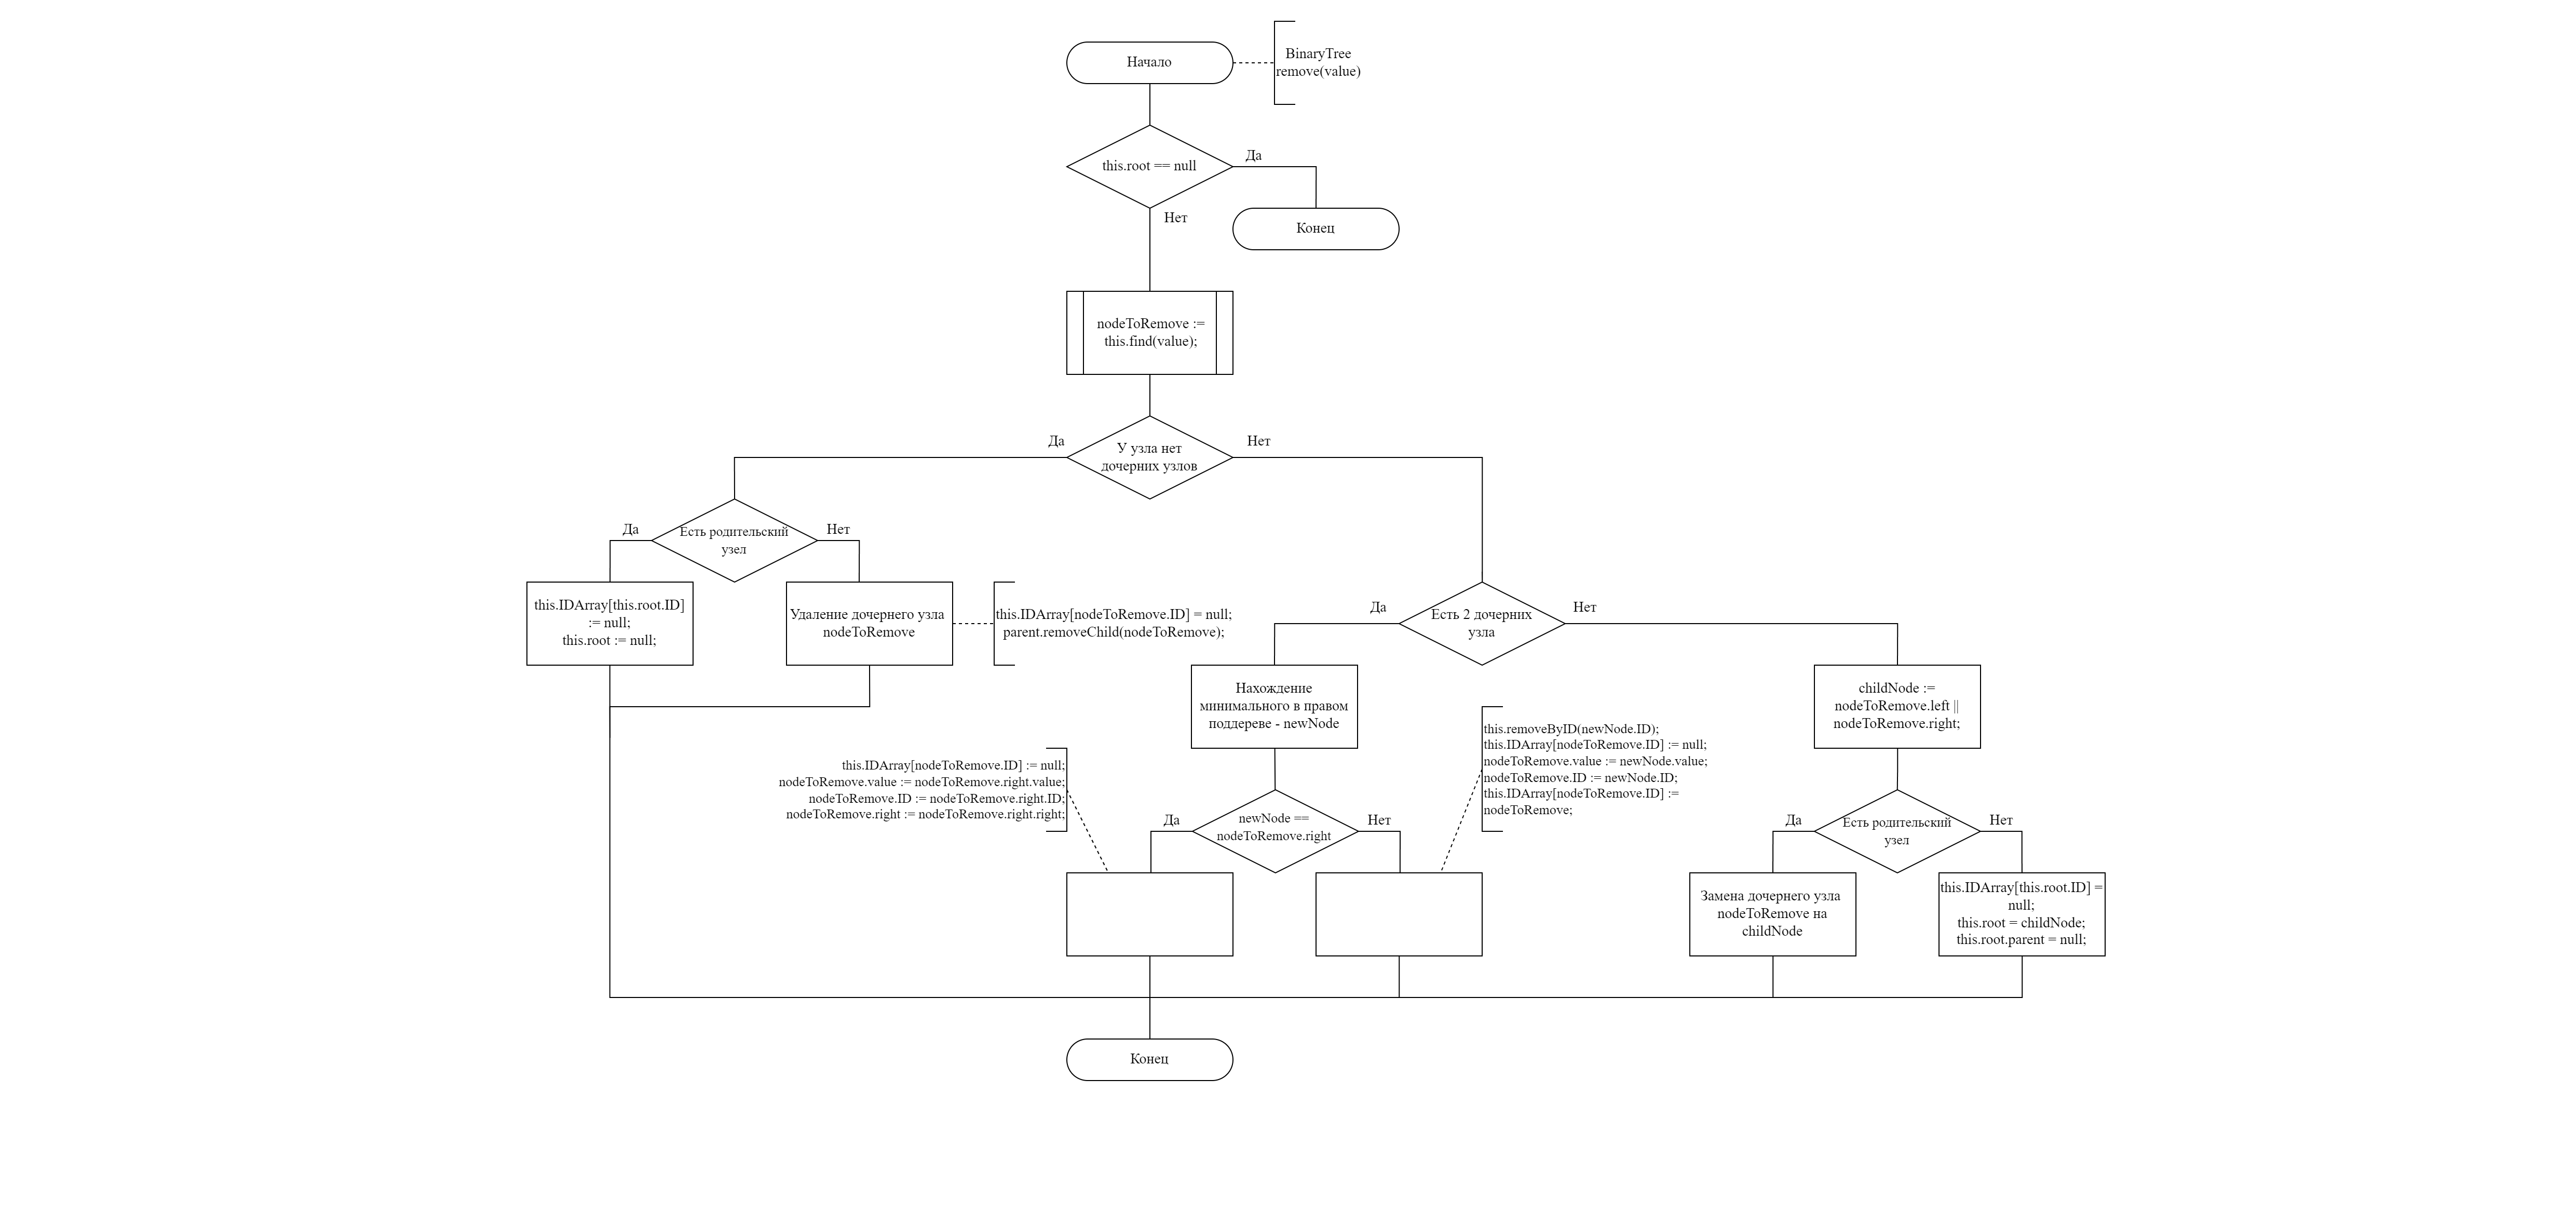 Начало
BinaryTree
remove(value)
this.root == null
Да
Нет
Конец
nodeToRemove :=
this.find(value);
Да
У узла нет
дочерних узлов
Нет
Да
Есть родительский
узел
Нет
this.IDArray[this.root.ID]
:= null;
this.root := null;
Удаление дочернего узла
nodeToRemove
this.IDArray[nodeToRemove.ID] = null;
parent.removeChild(nodeToRemove);
Да
Есть 2 дочерних
узла
Нет
Нахождение
минимального в правом
поддереве - newNode
childNode :=
nodeToRemove.left ||
nodeToRemove.right;
this.IDArray[nodeToRemove.ID] := null;
nodeToRemove.value := nodeToRemove.right.value;
nodeToRemove.ID := nodeToRemove.right.ID;
nodeToRemove.right := nodeToRemove.right.right;
this.removeByID(newNode.ID);
this.IDArray[nodeToRemove.ID] := null;
nodeToRemove.value := newNode.value;
nodeToRemove.ID := newNode.ID;
this.IDArray[nodeToRemove.ID] :=
nodeToRemove;
Да
newNode ==
nodeToRemove.right
Нет
Да
Есть родительский
узел
Нет
Замена дочернего узла
nodeToRemove на
childNode
this.IDArray[this.root.ID] =
null;
this.root = childNode;
this.root.parent = null;
Конец